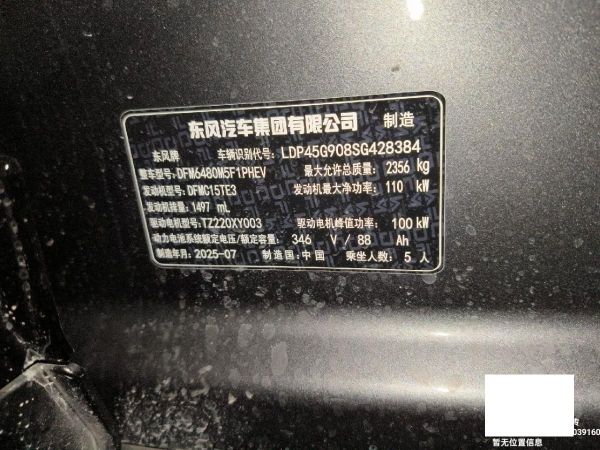 东风汽车集团有限公司 制造
东风牌 车辆识别代号: LDP45G908SG428384
整车型号: DFM6480M5F1PHEV 最大允许总质量: 2356 kg
发动机型号: DFMC15TE3 发动机最大净功率: 110 kW
发动机排量: 1497 mL
驱动电机型号: TZ220XY003 驱动电机峰值功率: 100 kW
动力电池系统额定电压/额定容量: 346 V / 88 Ah
制造年月: 2025-07 制造国: 中国 乘坐人数: 5 人
039160
暂无位置信息